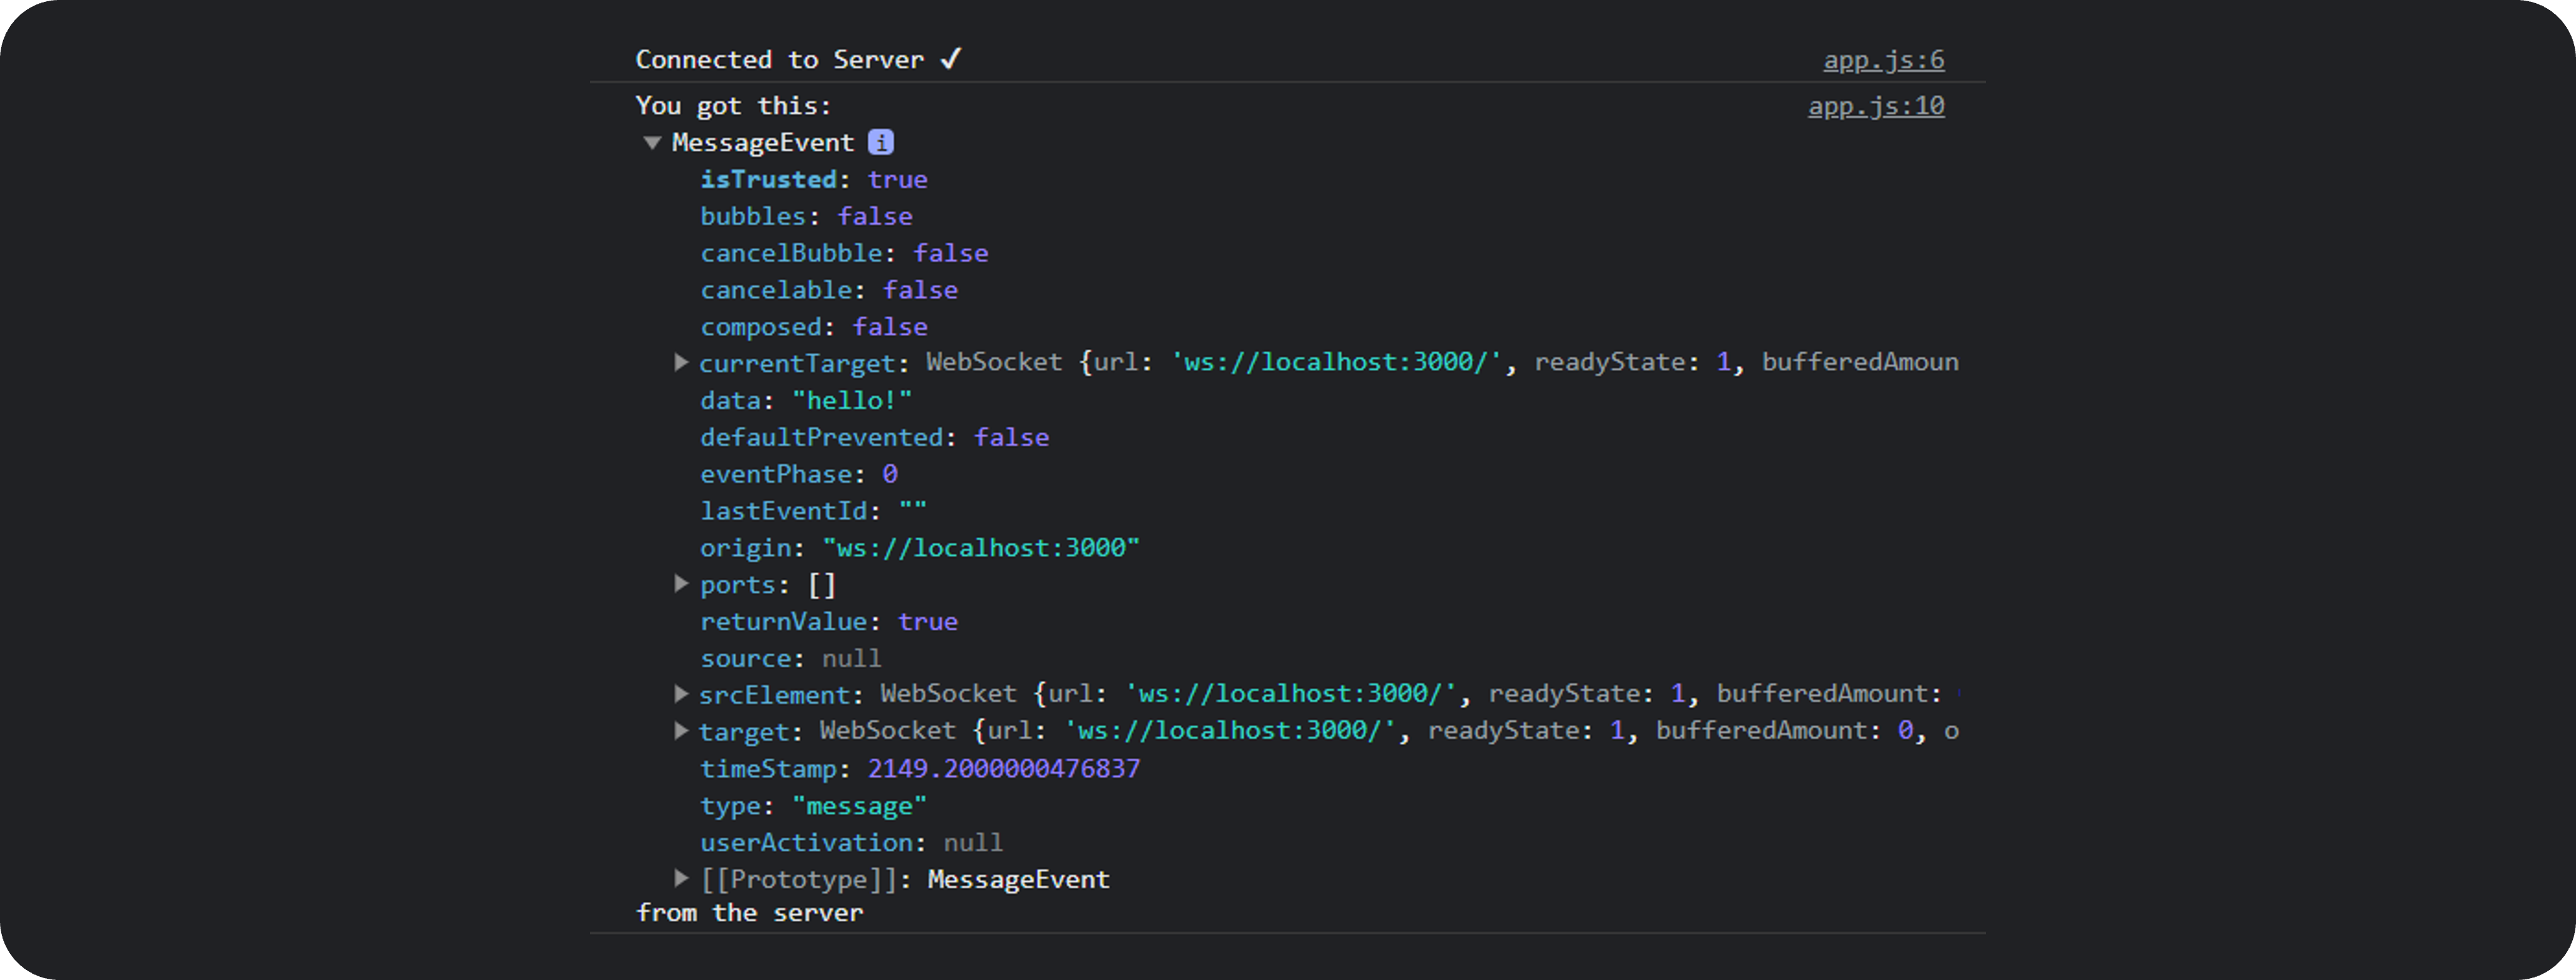 Connected to Server ✓ app.js:6
You got this: app.js:10
MessageEvent i
isTrusted: true
bubbles: false
cancelBubble: false
cancelable: false
composed: false
currentTarget: WebSocket {url: 'ws://localhost:3000/', readyState: 1, bufferedAmoun
data: "hello!"
defaultPrevented: false
eventPhase: 0
lastEventId: ""
origin: "ws://localhost:3000"
ports: []
returnValue: true
source: null
srcElement: WebSocket {url: 'ws://localhost:3000/', readyState: 1, bufferedAmount:
target: WebSocket {url: 'ws://localhost:3000/', readyState: 1, bufferedAmount: 0, o
timeStamp: 2149.2000000476837
type: "message"
userActivation: null
[[Prototype]]: MessageEvent
from the server